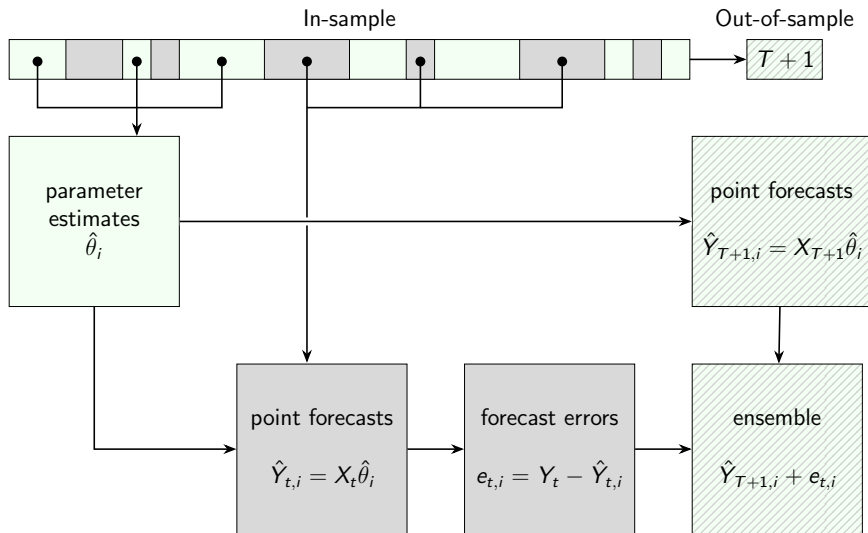 In-sample
Out-of-sample
T + 1
parameter
estimates
θ̂ᵢ
point forecasts
Ŷ_{T+1,i} = X_{T+1}θ̂ᵢ
point forecasts
Ŷ_{t,i} = X_tθ̂ᵢ
forecast errors
e_{t,i} = Y_t − Ŷ_{t,i}
ensemble
Ŷ_{T+1,i} + e_{t,i}